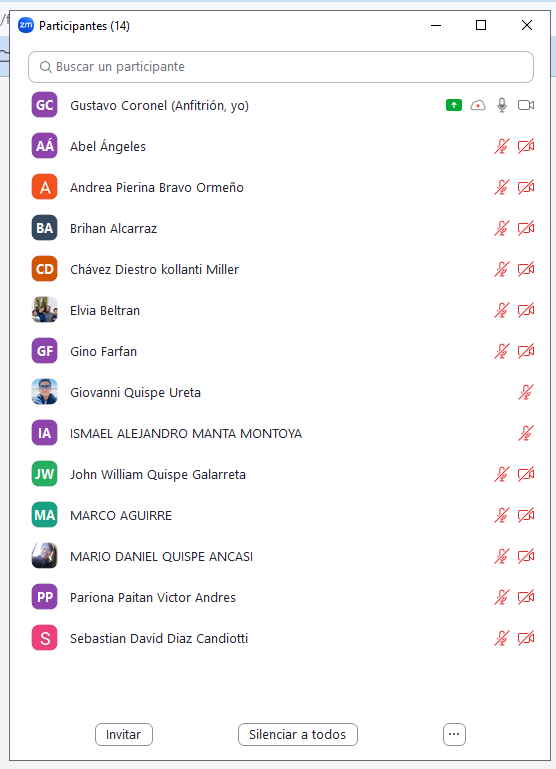 zm Participantes (14)
Buscar un participante
GC Gustavo Coronel (Anfitrión, yo)
AÁ Abel Ángeles
A Andrea Pierina Bravo Ormeño
BA Brihan Alcarraz
CD Chávez Diestro kollanti Miller
Elvia Beltran
GF Gino Farfan
Giovanni Quispe Ureta
IA ISMAEL ALEJANDRO MANTA MONTOYA
JW John William Quispe Galarreta
MA MARCO AGUIRRE
MARIO DANIEL QUISPE ANCASI
PP Pariona Paitan Victor Andres
S Sebastian David Diaz Candiotti
Invitar Silenciar a todos ...